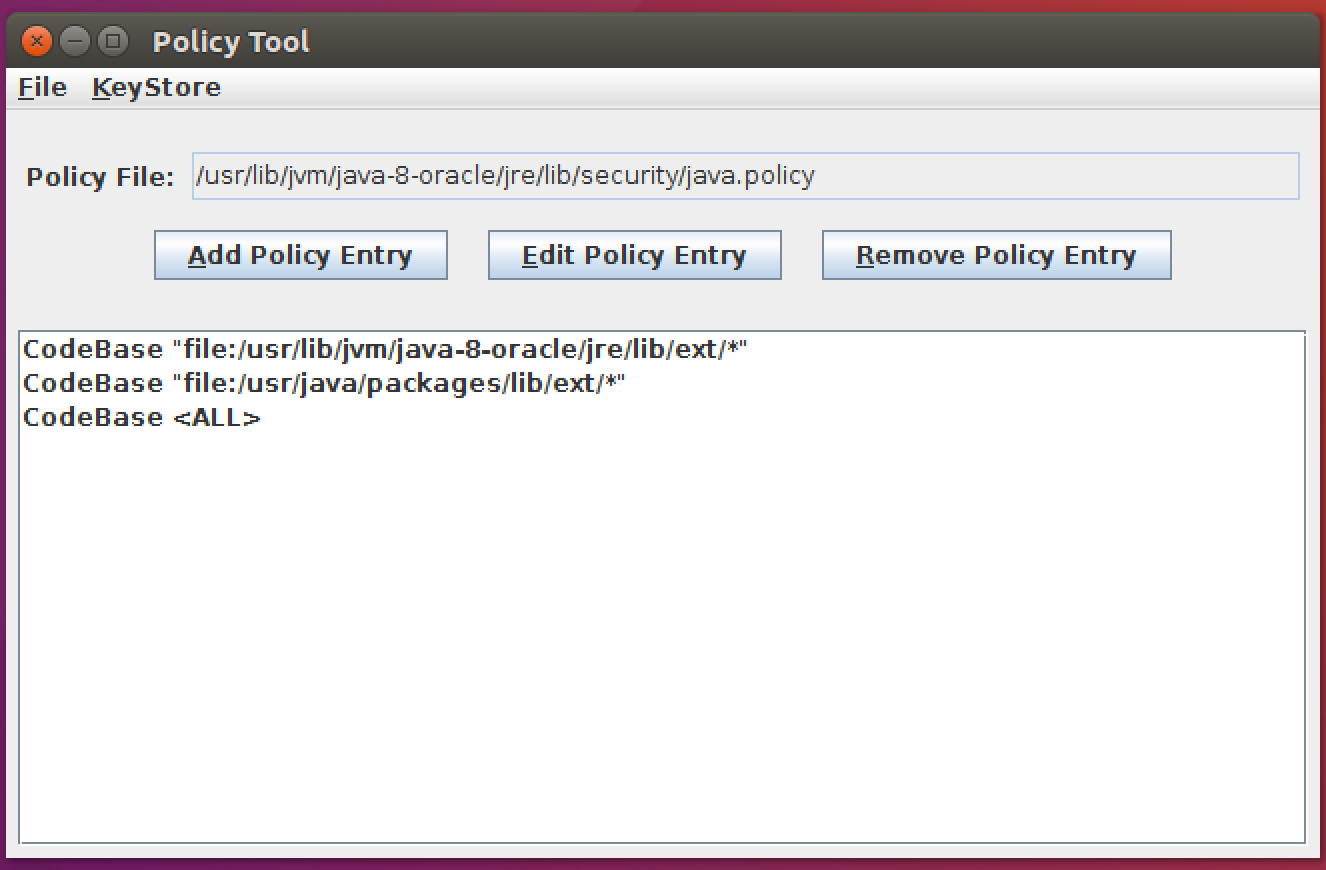 Policy Tool
File KeyStore
Policy File: /usr/lib/jvm/java-8-oracle/jre/lib/security/java.policy
Add Policy Entry Edit Policy Entry Remove Policy Entry
CodeBase "file:/usr/lib/jvm/java-8-oracle/jre/lib/ext/*"
CodeBase "file:/usr/java/packages/lib/ext/*"
CodeBase <ALL>